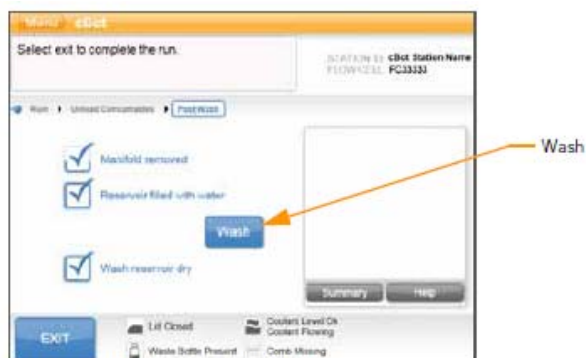 Menu cBot
Select exit to complete the run.
STATION ID cBot Station Name
FLOWCELL FC33333
Run Unload Consumables Post Wash
Manifold removed
Reservoir filled with water
Wash
Wash
Wash reservoir dry
Summary Help
EXIT
Lid Closed
Coolant Level Ok
Coolant Flowing
Waste Bottle Present
Comb Missing